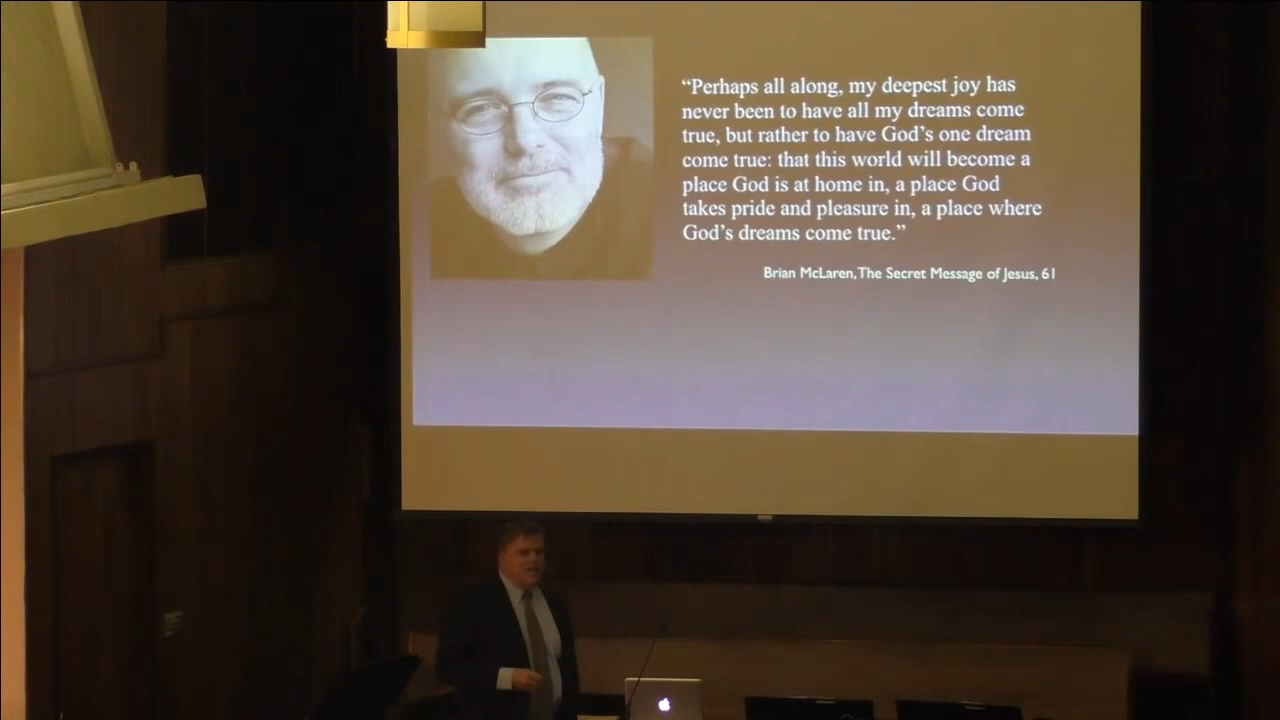 “Perhaps all along, my deepest joy has
never been to have all my dreams come
true, but rather to have God’s one dream
come true: that this world will become a
place God is at home in, a place God
takes pride and pleasure in, a place where
God’s dreams come true.”
Brian McLaren,The Secret Message of Jesus, 61